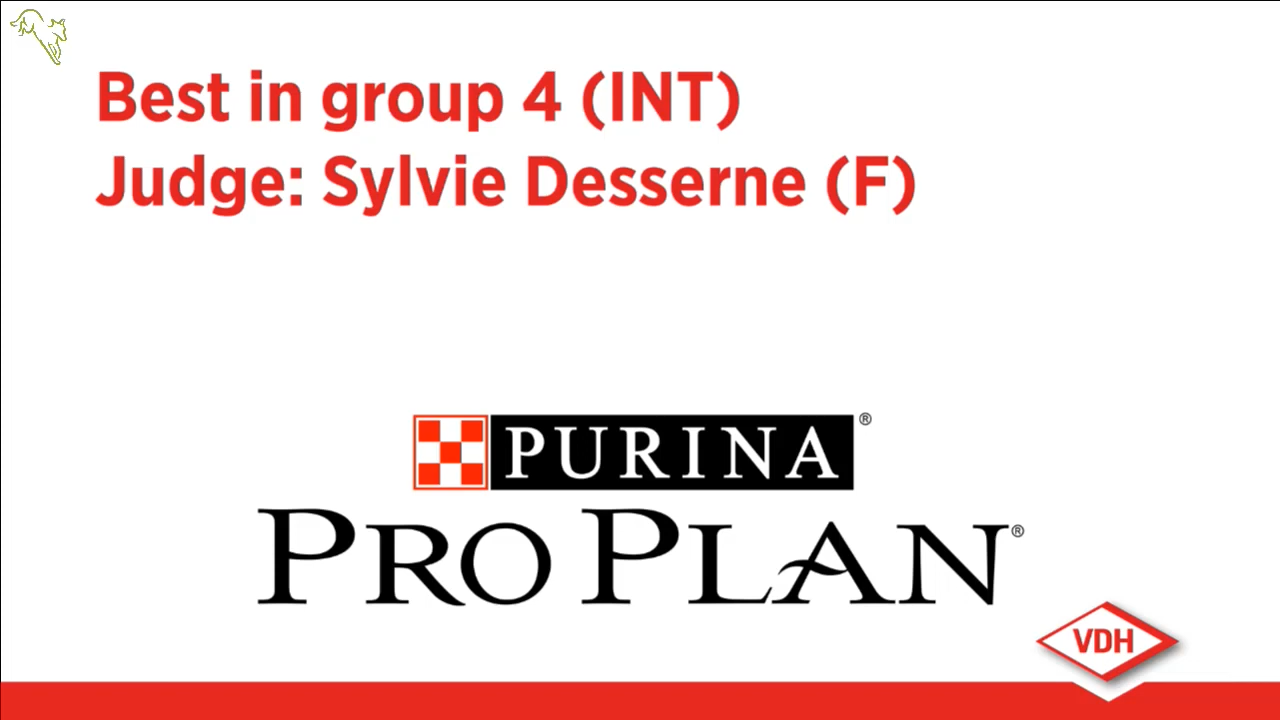 Best in group 4 (INT)
Judge: Sylvie Desserne (F)
PURINA®
PRO PLAN®
VDH